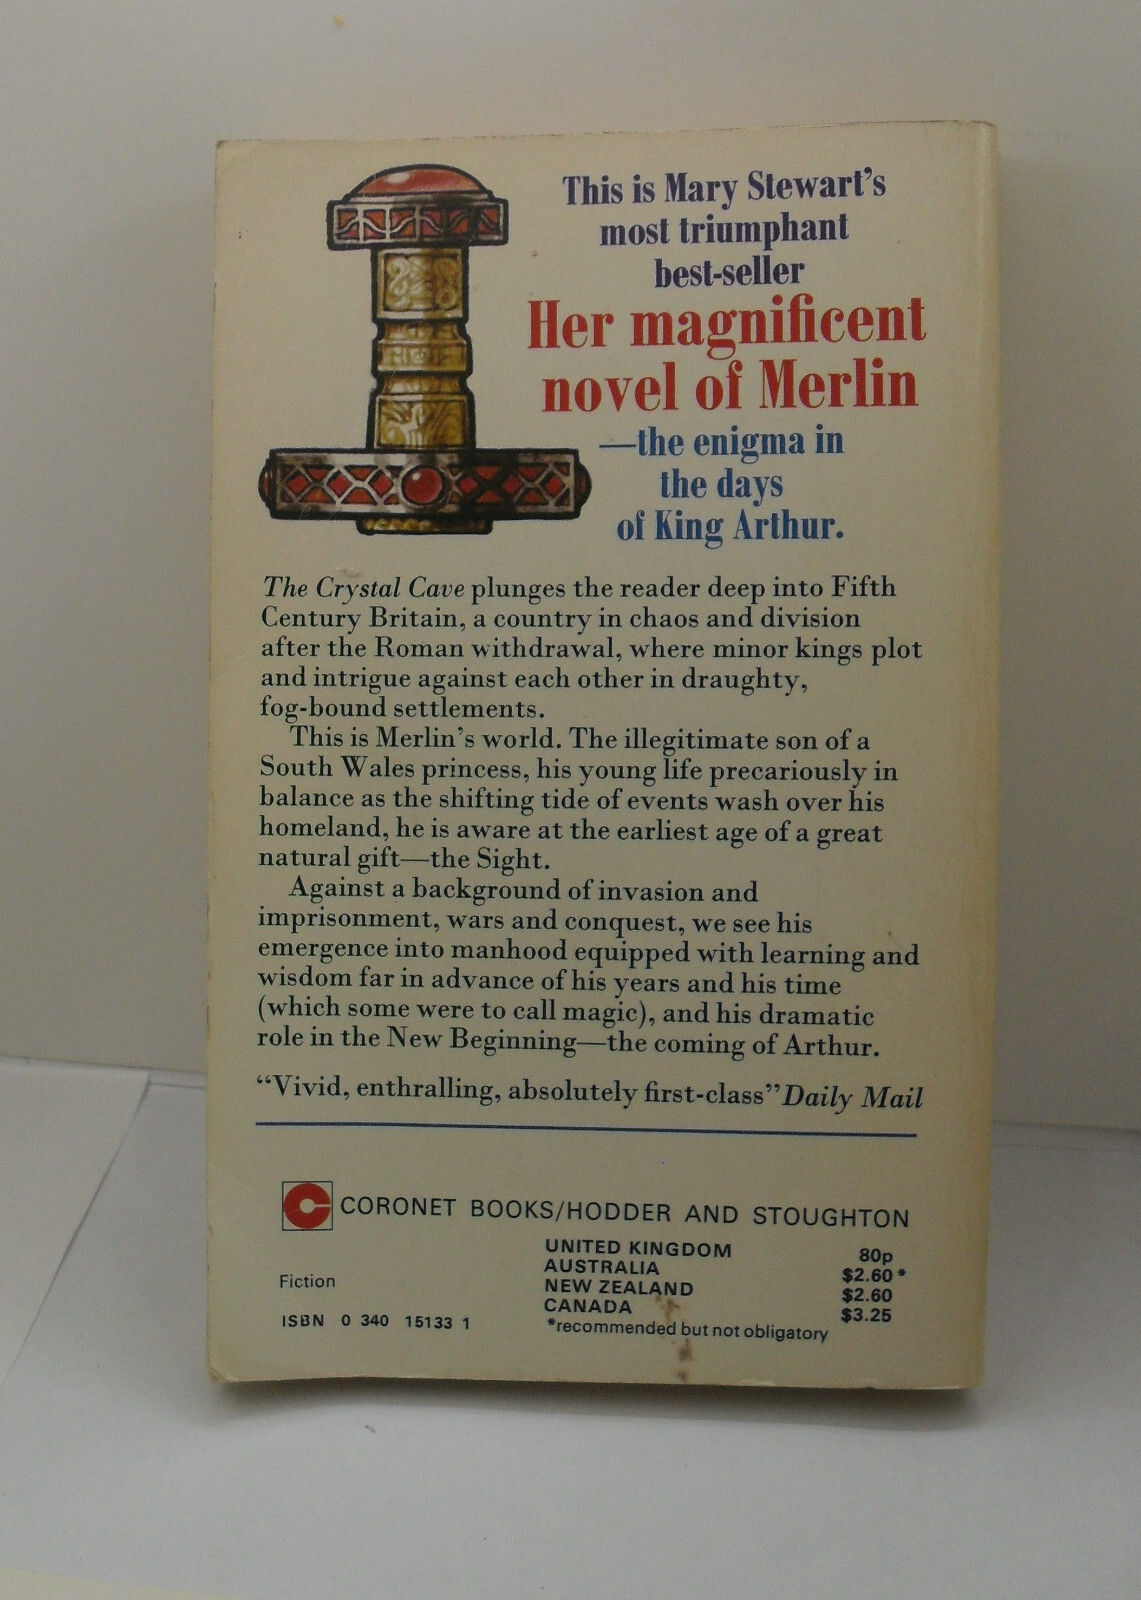 This is Mary Stewart's
most triumphant
best-seller
Her magnificent
novel of Merlin
—the enigma in
the days
of King Arthur.
The Crystal Cave plunges the reader deep into Fifth
Century Britain, a country in chaos and division
after the Roman withdrawal, where minor kings plot
and intrigue against each other in draughty,
fog-bound settlements.
This is Merlin's world. The illegitimate son of a
South Wales princess, his young life precariously in
balance as the shifting tide of events wash over his
homeland, he is aware at the earliest age of a great
natural gift—the Sight.
Against a background of invasion and
imprisonment, wars and conquest, we see his
emergence into manhood equipped with learning and
wisdom far in advance of his years and his time
(which some were to call magic), and his dramatic
role in the New Beginning—the coming of Arthur.
“Vivid, enthralling, absolutely first-class” Daily Mail
CORONET BOOKS/HODDER AND STOUGHTON
UNITED KINGDOM 80p
AUSTRALIA $2.60*
NEW ZEALAND $2.60
CANADA $3.25
*recommended but not obligatory
Fiction
ISBN 0 340 15133 1